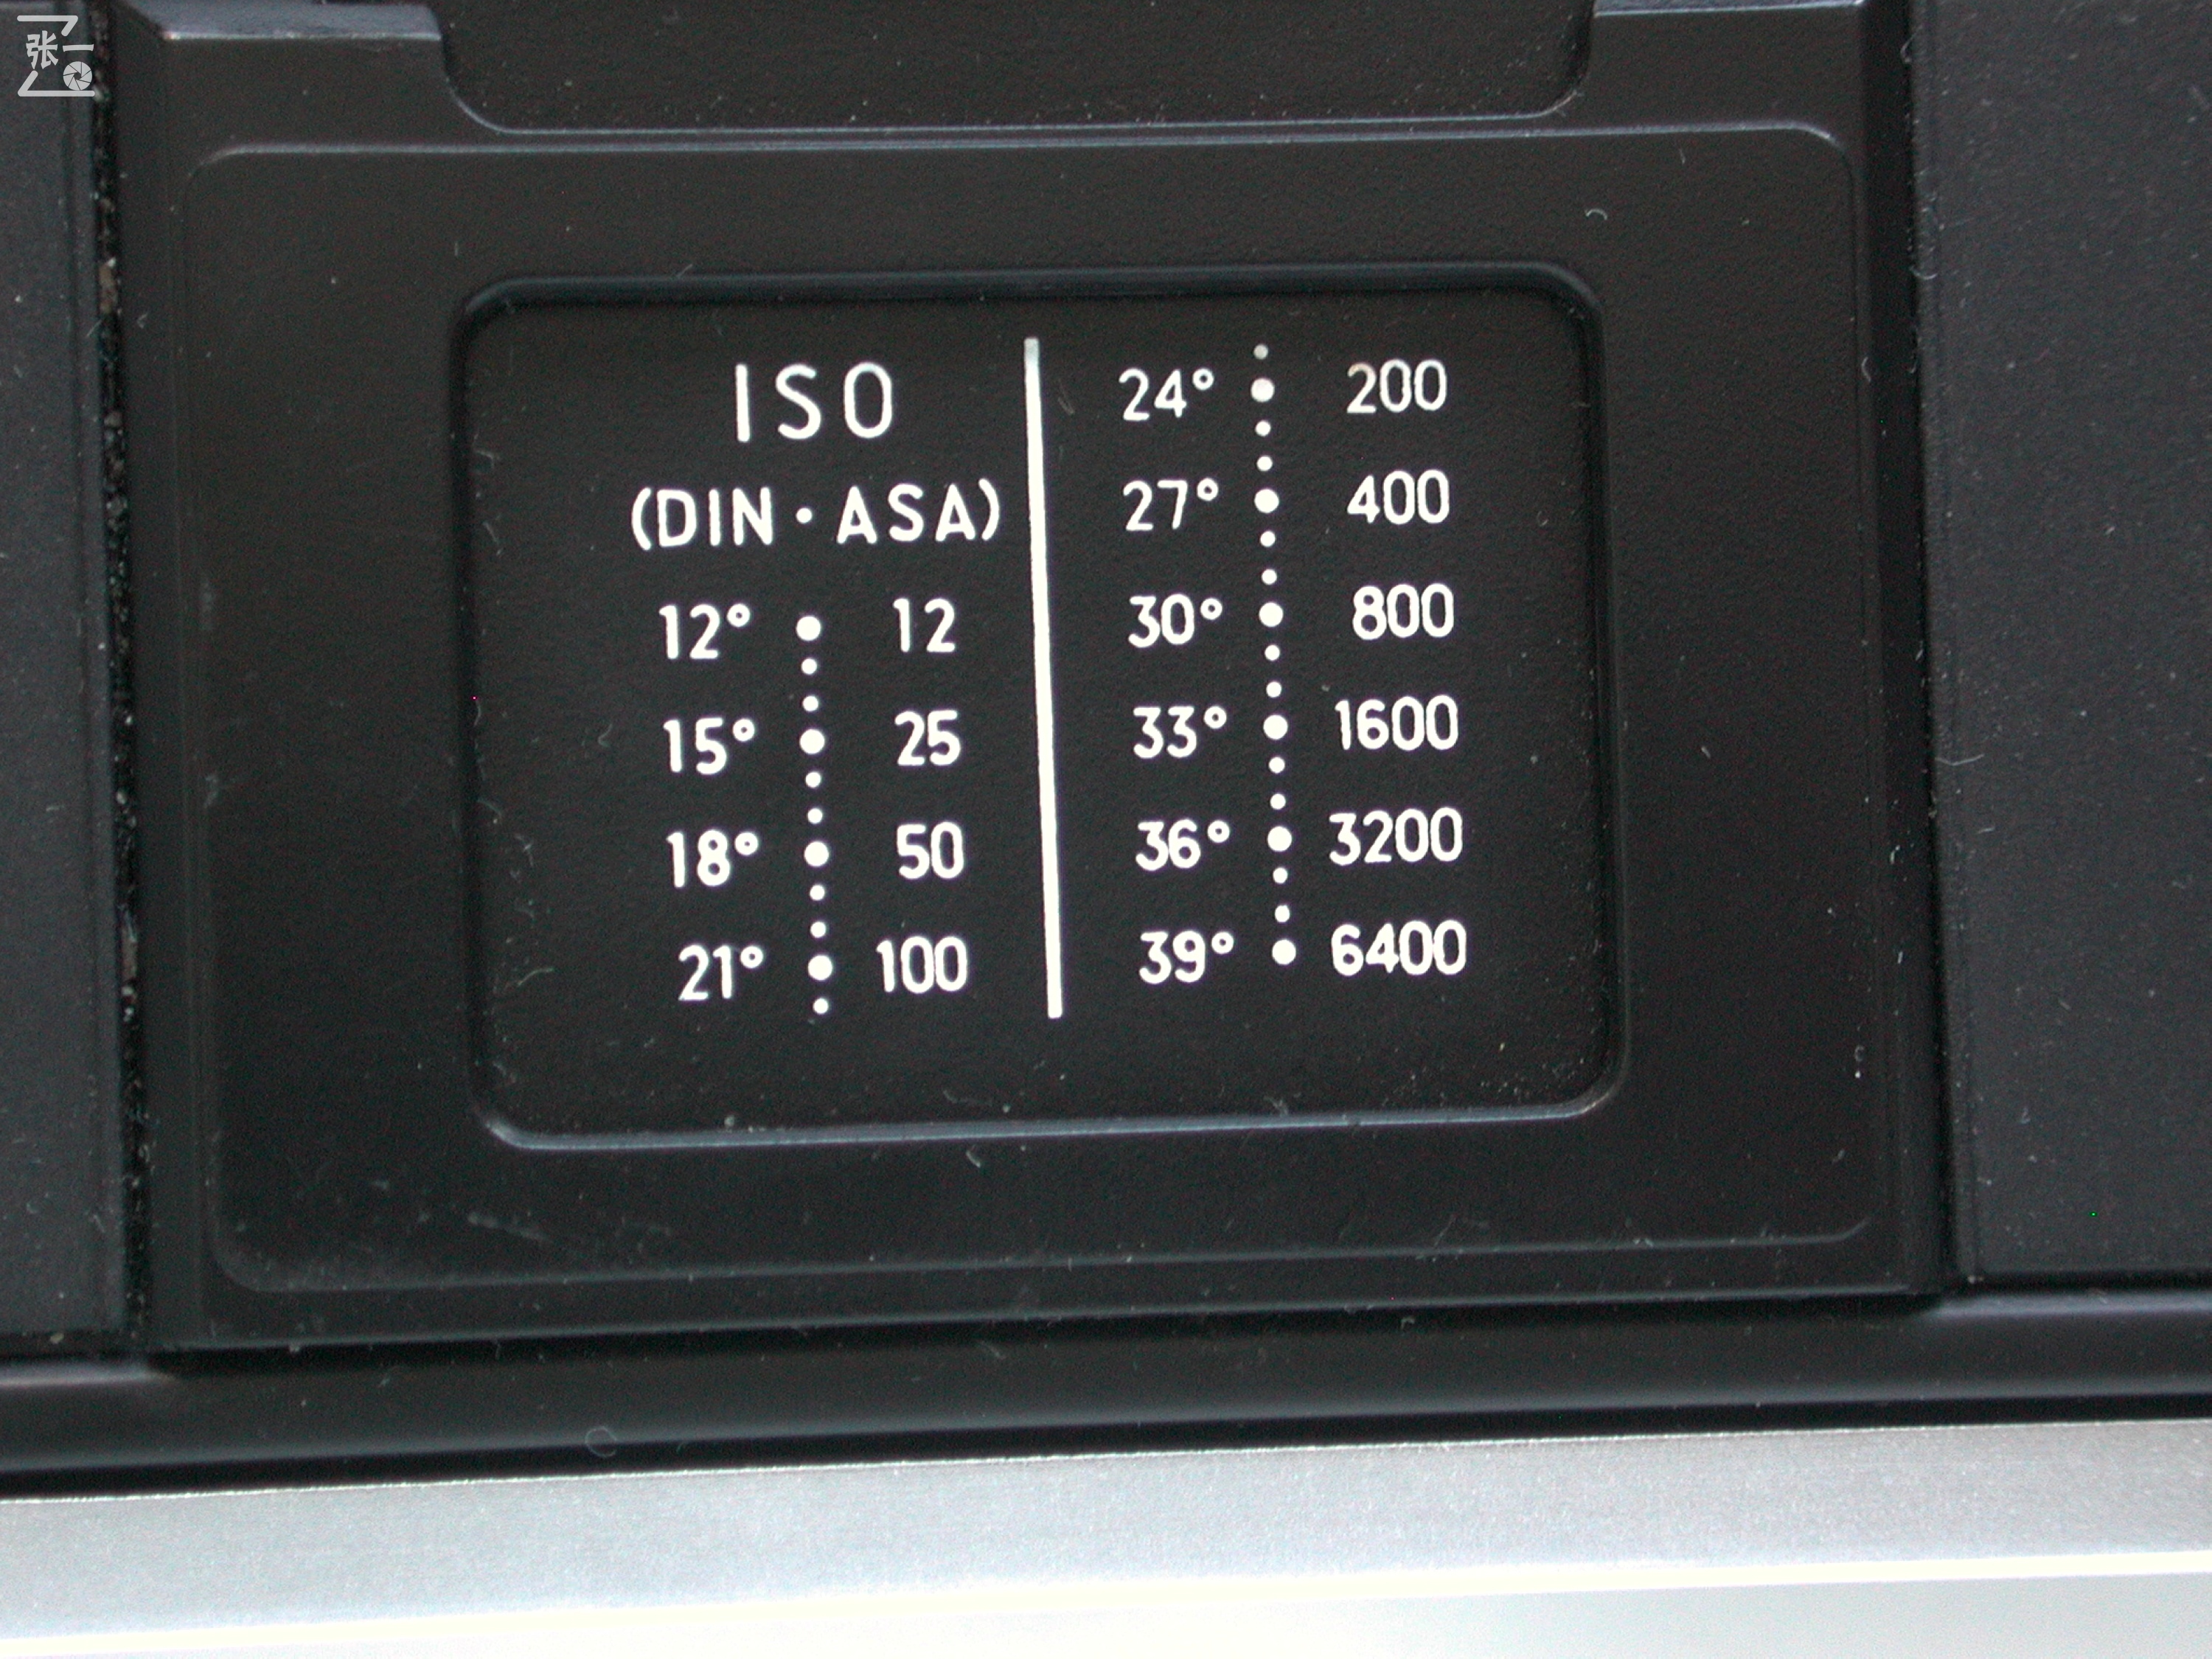 张一
ISO
(DIN·ASA)
12° • 12
15° • 25
18° • 50
21° • 100
24° • 200
27° • 400
30° • 800
33° • 1600
36° • 3200
39° • 6400